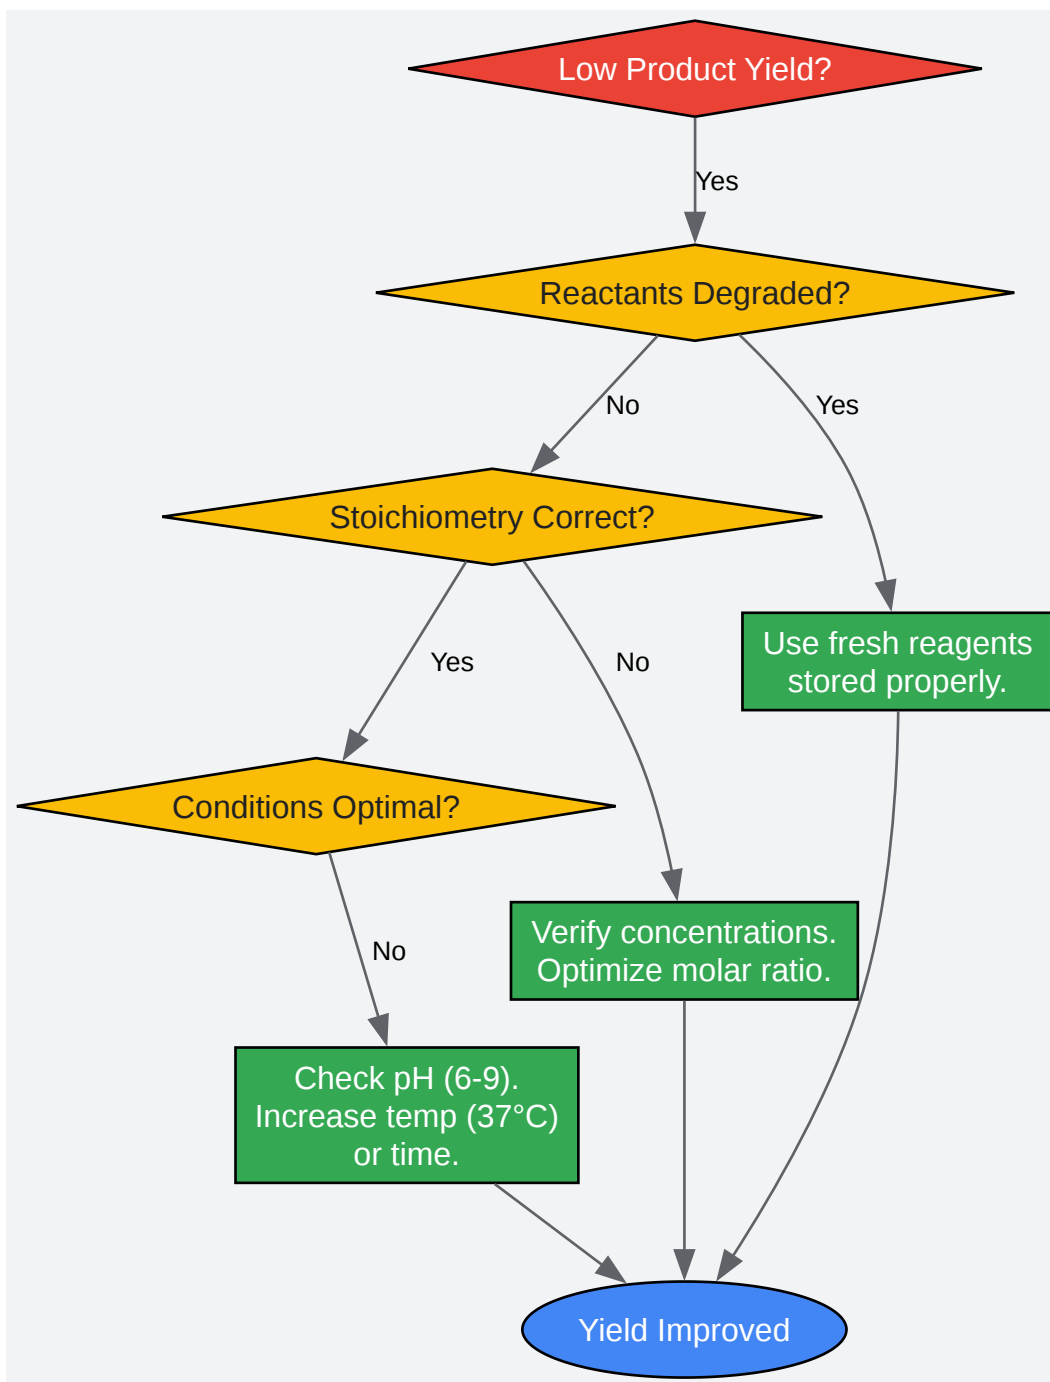 Low Product Yield?
Yes
Reactants Degraded?
No
Yes
Stoichiometry Correct?
Yes
No
Use fresh reagents
stored properly.
Conditions Optimal?
No
Verify concentrations.
Optimize molar ratio.
Check pH (6-9).
Increase temp (37°C)
or time.
Yield Improved